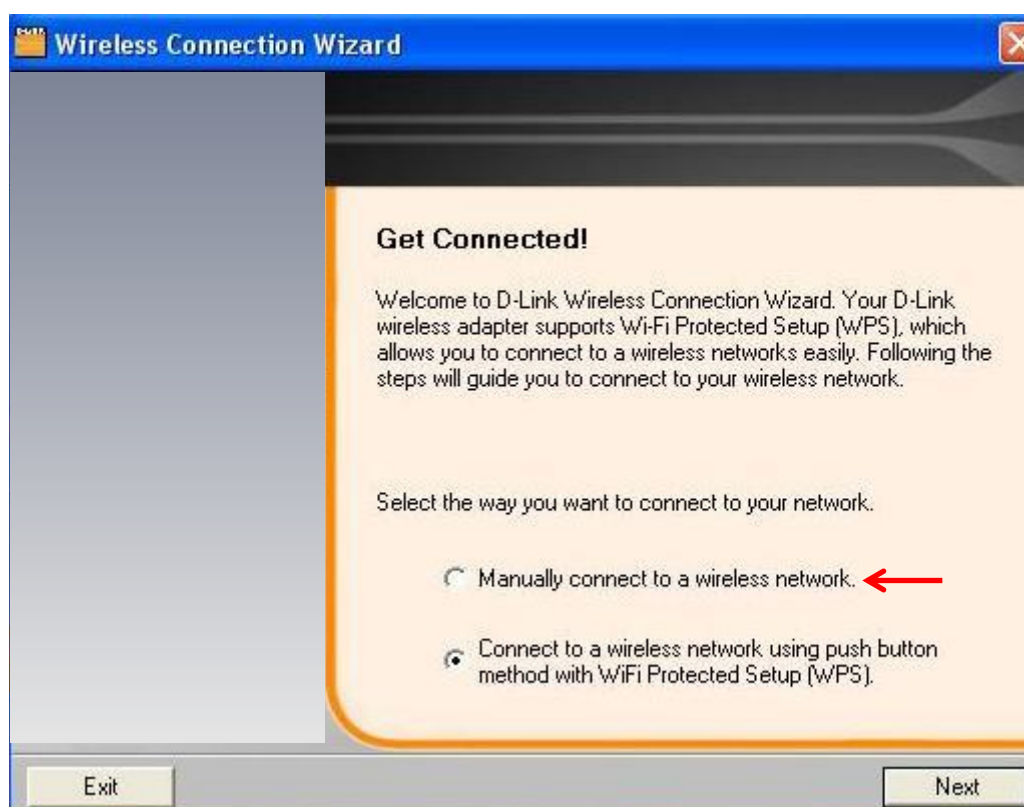 Wireless Connection Wizard
Get Connected!
Welcome to D-Link Wireless Connection Wizard. Your D-Link
wireless adapter supports Wi-Fi Protected Setup (WPS), which
allows you to connect to a wireless networks easily. Following the
steps will guide you to connect to your wireless network.
Select the way you want to connect to your network.
Manually connect to a wireless network.
Connect to a wireless network using push button
method with WiFi Protected Setup (WPS).
Exit
Next